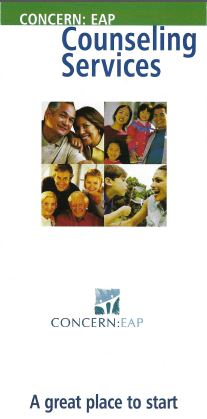 CONCERN: EAP
Counseling
Services
CONCERN:EAP
A great place to start